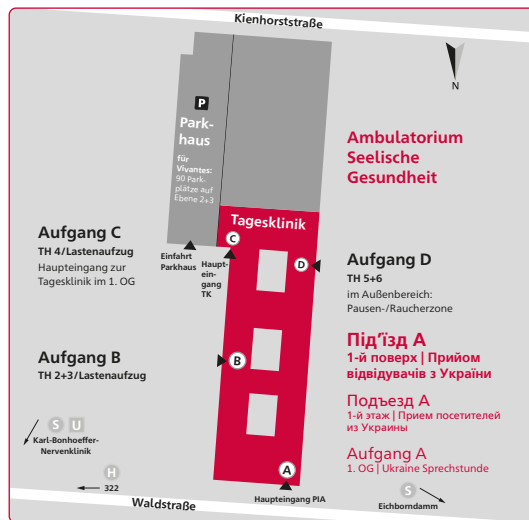 Kienhorststraße
N
P
Park-
haus
für
Vivantes:
90 Park-
plätze auf
Ebene 2+3
Ambulatorium
Seelische
Gesundheit
Tagesklinik
C
Aufgang C
TH 4/Lastenaufzug
Haupteingang zur
Tagesklinik im 1. OG
Einfahrt
Parkhaus
Haupt-
ein-
gang
TK
D
Aufgang D
TH 5+6
im Außenbereich:
Pausen-/Raucherzone
Aufgang B
TH 2+3/Lastenaufzug
B
Під'їзд А
1-й поверх | Прийом
відвідувачів з України
Подъезд А
1-й этаж | Прием посетителей
из Украины
Aufgang A
1. OG | Ukraine Sprechstunde
S U
Karl-Bonhoeffer-
Nervenklinik
H
322
Waldstraße
A
Haupteingang PIA
S
Eichborndamm